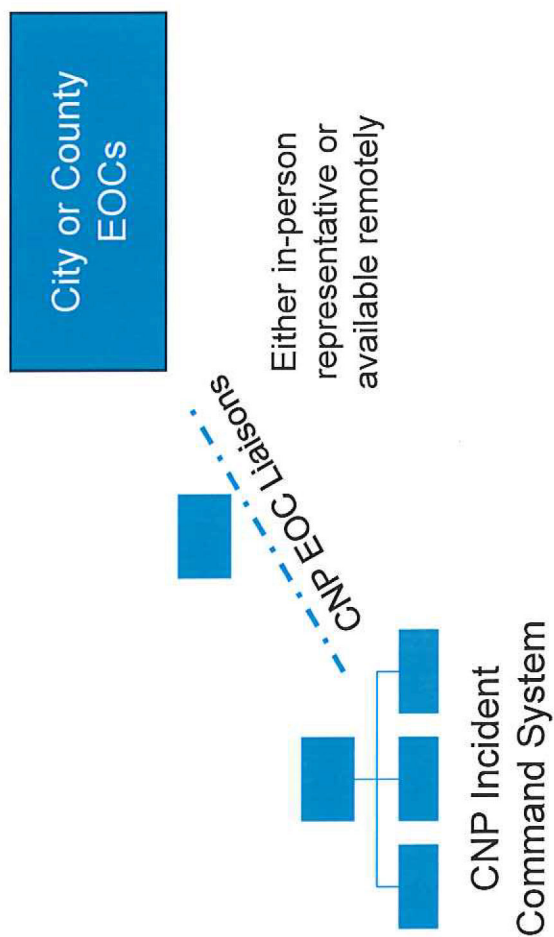 City or County
EOCs
Either in-person
representative or
available remotely
CNP EOC Liaisons
CNP Incident
Command System